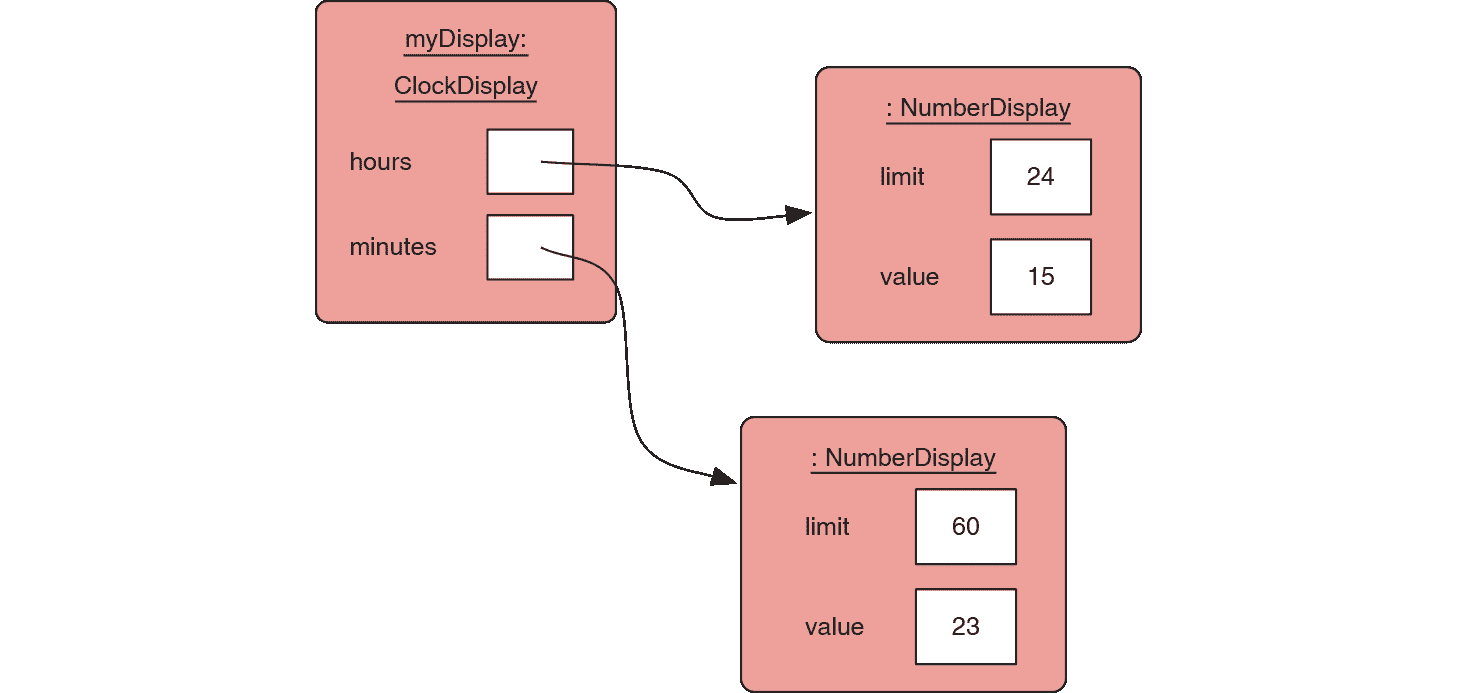 myDisplay:
ClockDisplay
hours
minutes
: NumberDisplay
limit 24
value 15
: NumberDisplay
limit 60
value 23